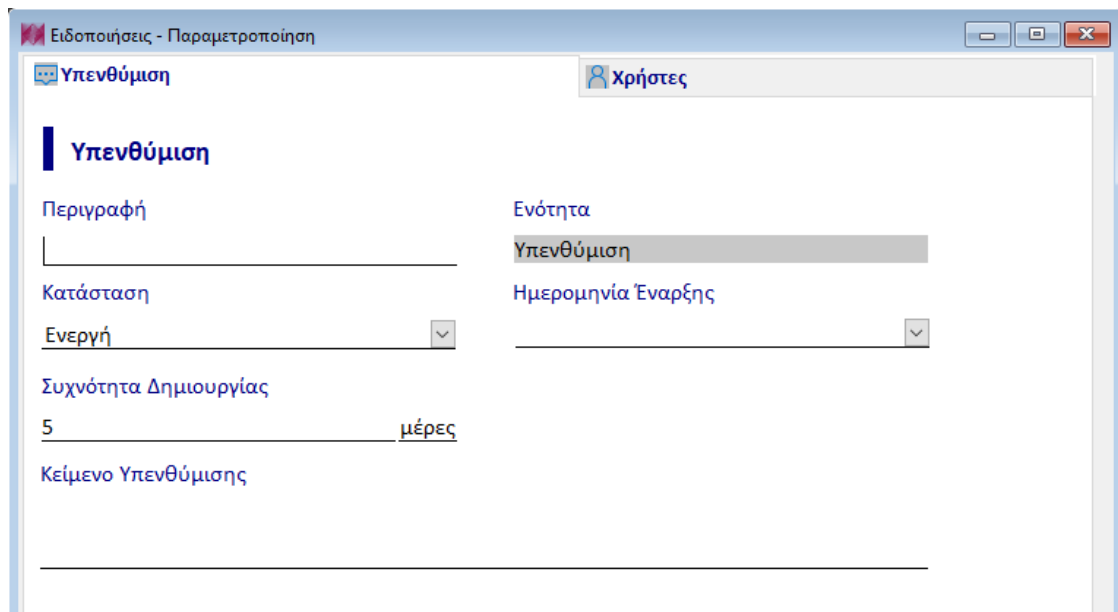 Ειδοποιήσεις - Παραμετροποίηση
Υπενθύμιση
Χρήστες
Υπενθύμιση
Περιγραφή
Ενότητα
Υπενθύμιση
Κατάσταση
Ημερομηνία Έναρξης
Ενεργή
Συχνότητα Δημιουργίας
5 μέρες
Κείμενο Υπενθύμισης